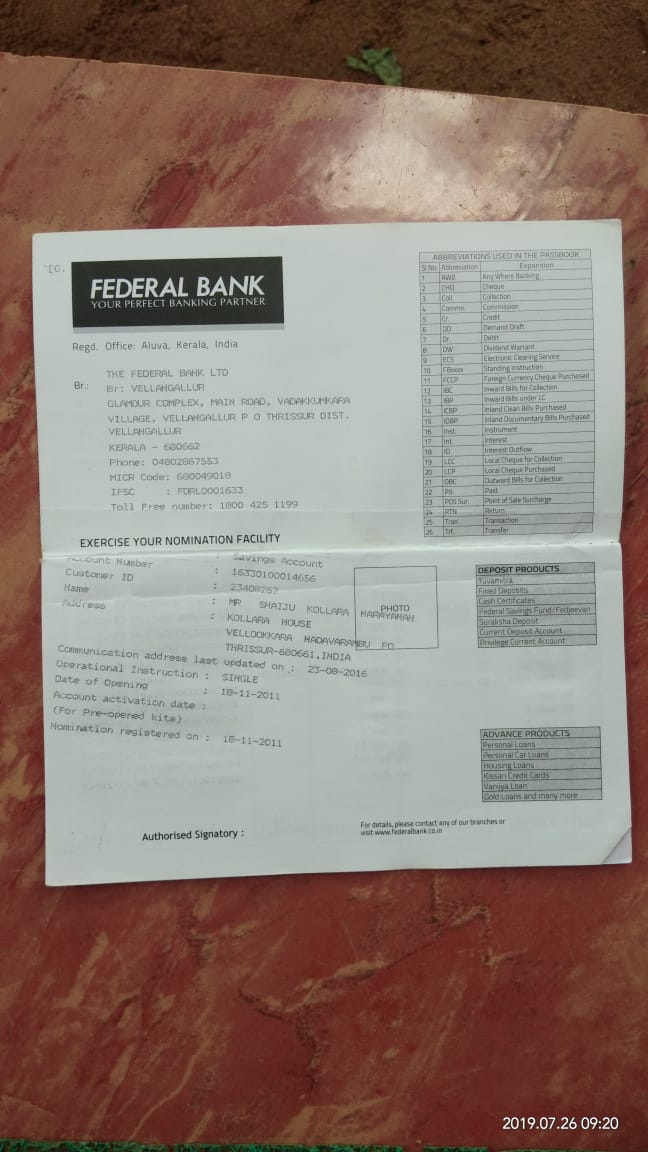 FEDERAL BANK
YOUR PERFECT BANKING PARTNER
Regd. Office: Aluva, Kerala, India
THE FEDERAL BANK LTD
Br: Br: VELLANGALLUR
GLAMOUR COMPLEX, MAIN ROAD, VADAKKUMKARA
VILLAGE, VELLANGALLUR P O THRISSUR DIST.
VELLANGALLUR
KERALA - 680662
Phone: 04802867553
MICR Code: 680049018
IFSC : FDRL0001633
Toll Free number: 1800 425 1199
EXERCISE YOUR NOMINATION FACILITY
: Savings Account
Account Number : 16330100014656
Customer ID :
Name : MR SHAIJU KOLLARA NARAYANAN
Address : KOLLARA HOUSE
VELLOOKKARA NADAVARAMBU PO
THRISSUR-680661,INDIA
Communication address last updated on : 23-08-2016
Operational Instruction : SINGLE
Date of Opening : 18-11-2011
Account activation date :
(For Pre-opened kits)
Nomination registered on : 18-11-2011
PHOTO
Authorised Signatory :
For details, please contact any of our branches or
visit www.federalbank.co.in
ABBREVIATIONS USED IN THE PASSBOOK
Sl No. Abbreviation Expansion
1 AWB Any Where Banking
2 CHQ Cheque
3 Coll. Collection
4 Commn. Commission
5 Cr. Credit
6 DD Demand Draft
7 Dr. Debit
8 DW Dividend Warrant
9 ECS Electronic Clearing Service
10 FBxxxx Standing Instruction
11 FCCP Foreign Currency Cheque Purchased
12 IBC Inward Bills for Collection
13 IBP Inward Bills under LC
14 ICBP Inland Clean Bills Purchased
15 IDBP Inland Documentary Bills Purchased
16 Inst. Instrument
17 Int. Interest
18 IO Interest Outflow
19 LCC Local Cheque for Collection
20 LCP Local Cheque Purchased
21 OBC Outward Bills for Collection
22 Pd. Paid
23 POS Sur. Point of Sale Surcharge
24 RTN Return
25 Tran. Transaction
26 Trf. Transfer
DEPOSIT PRODUCTS
Yuvamitra
Fixed Deposits
Cash Certificates
Federal Savings Fund/Fedjeevan
Suraksha Deposit
Current Deposit Account
Privilege Current Account
ADVANCE PRODUCTS
Personal Loans
Personal Car Loans
Housing Loans
Kissan Credit Cards
Vanijya Loan
Gold Loans and many more
2019.07.26 09:20